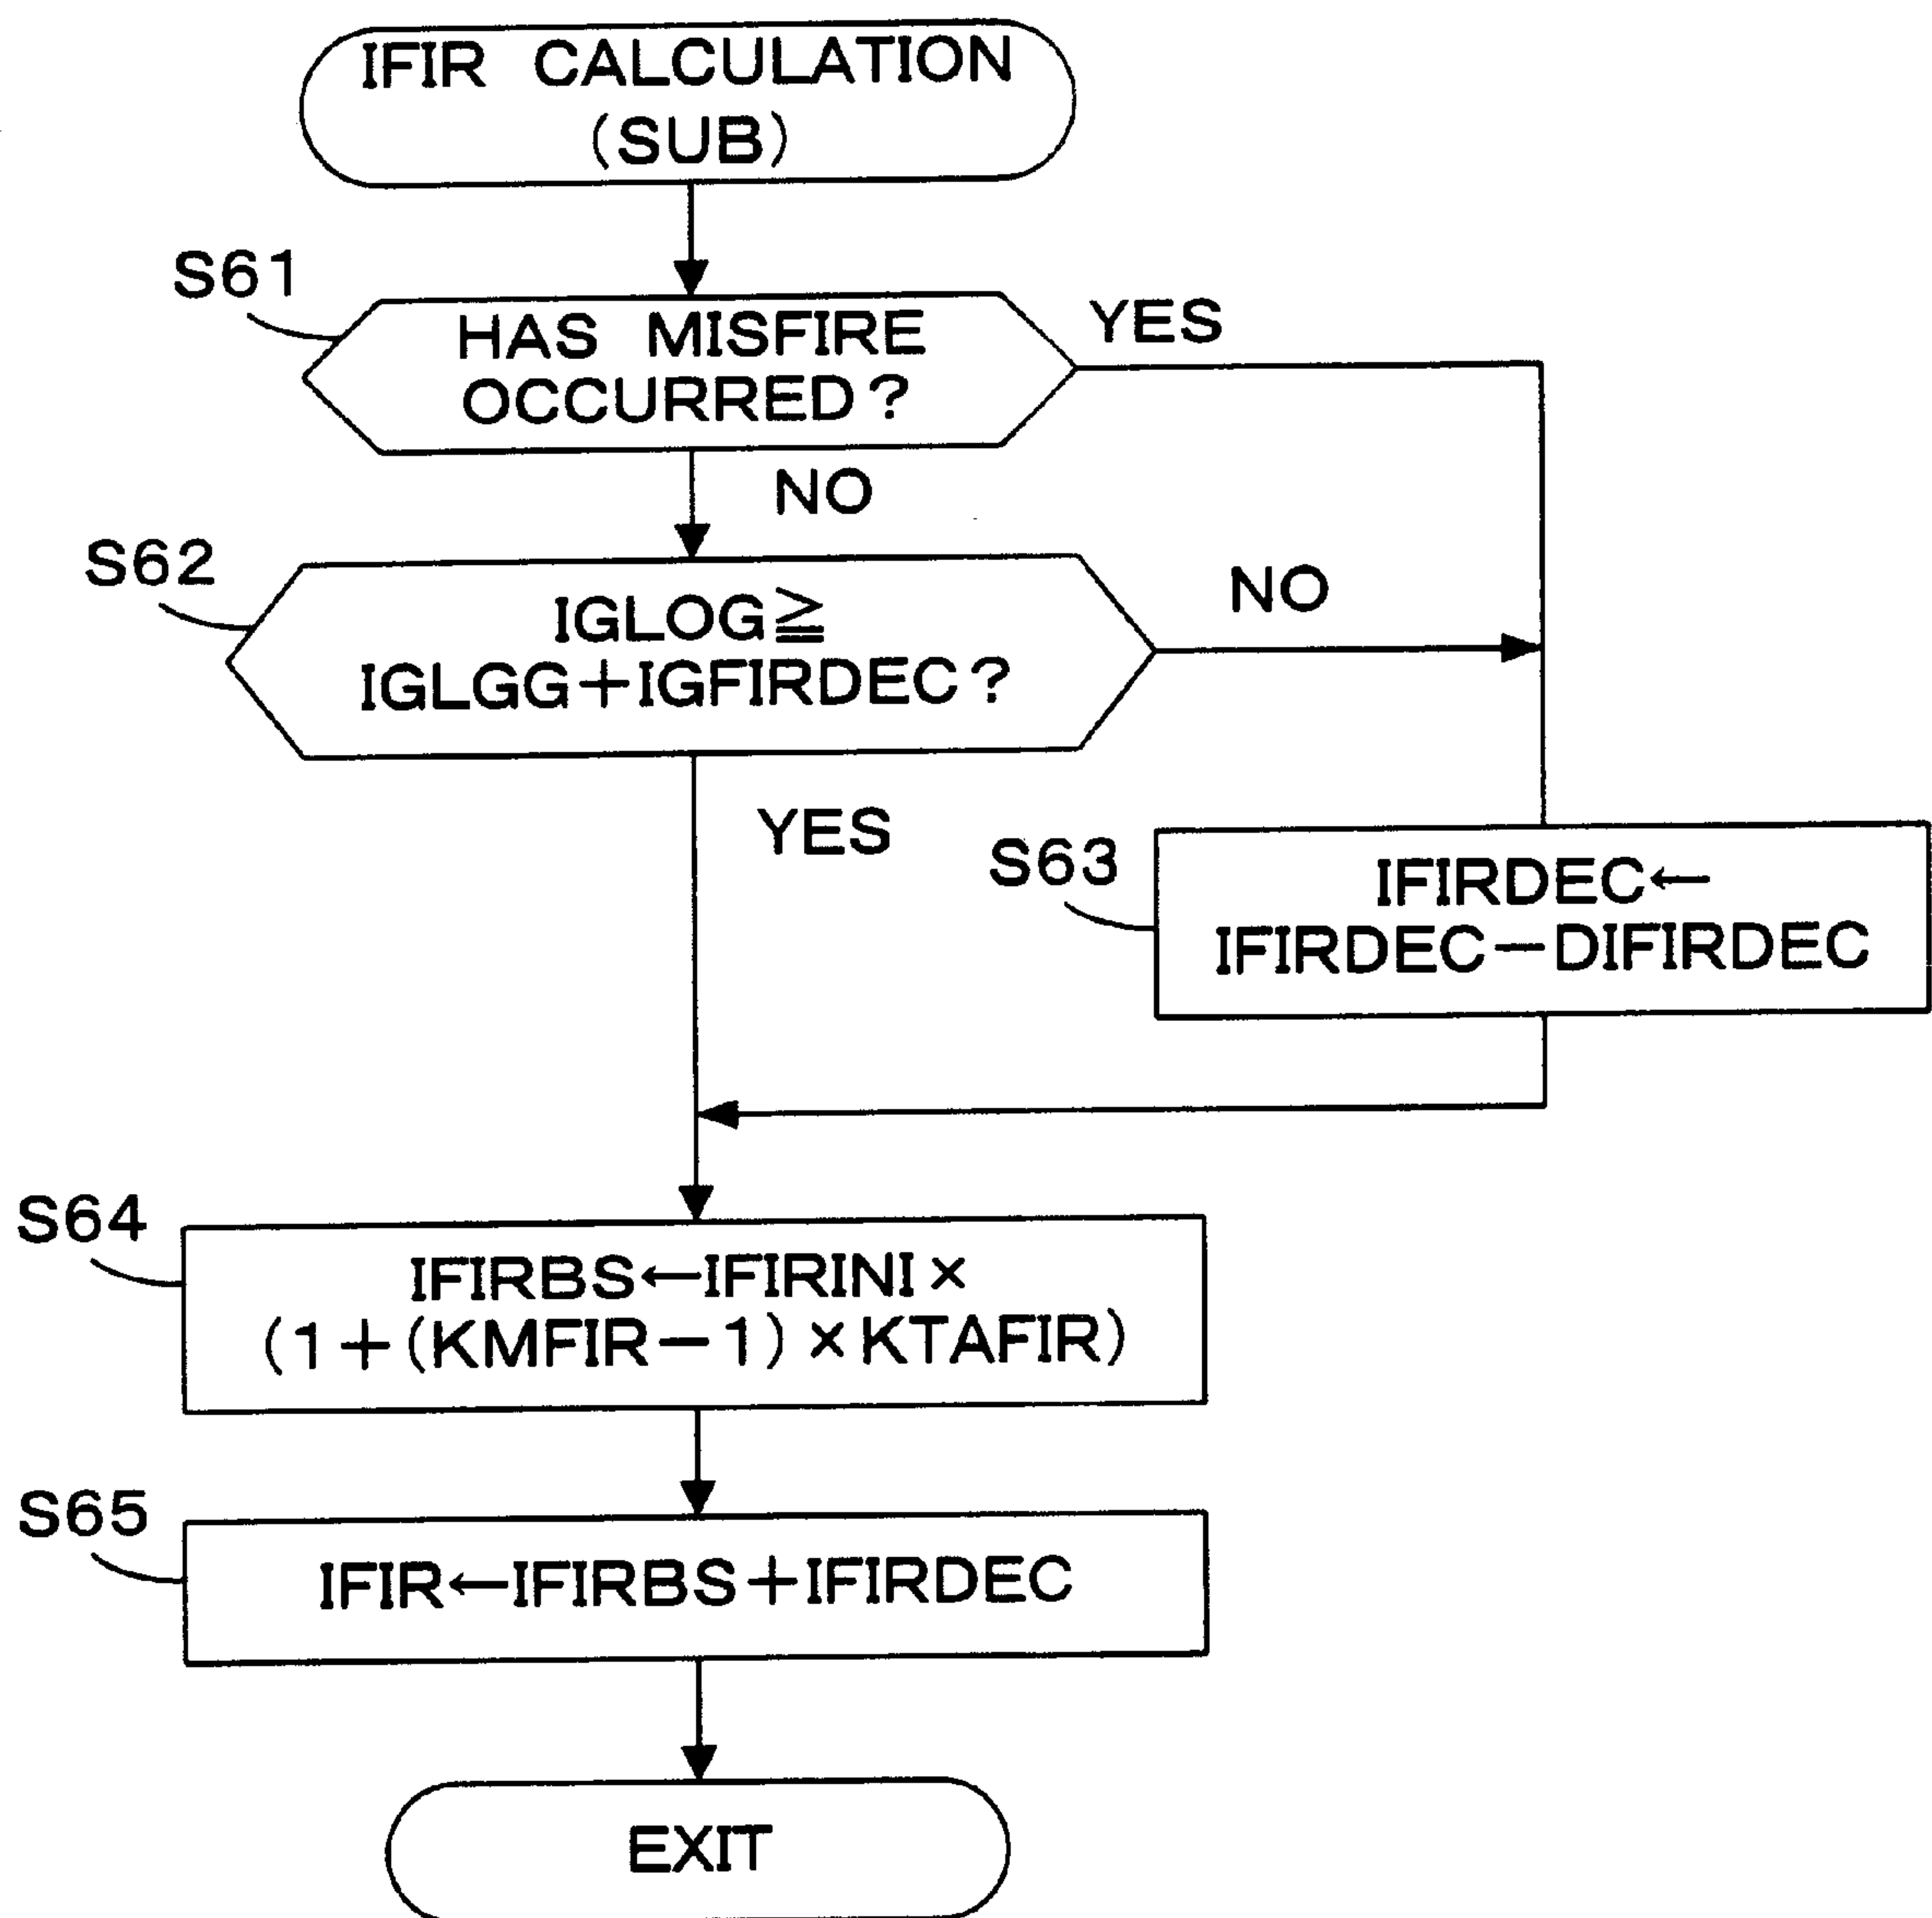 IFIR CALCULATION
(SUB)
S61
HAS MISFIRE
OCCURRED?
YES
NO
S62
IGLOG≧
IGLGG+IGFIRDEC?
NO
YES
S63
IFIRDEC←
IFIRDEC−DIFIRDEC
S64
IFIRBS←IFIRINI×
(1+(KMFIR−1)×KTAFIR)
S65
IFIR←IFIRBS+IFIRDEC
EXIT